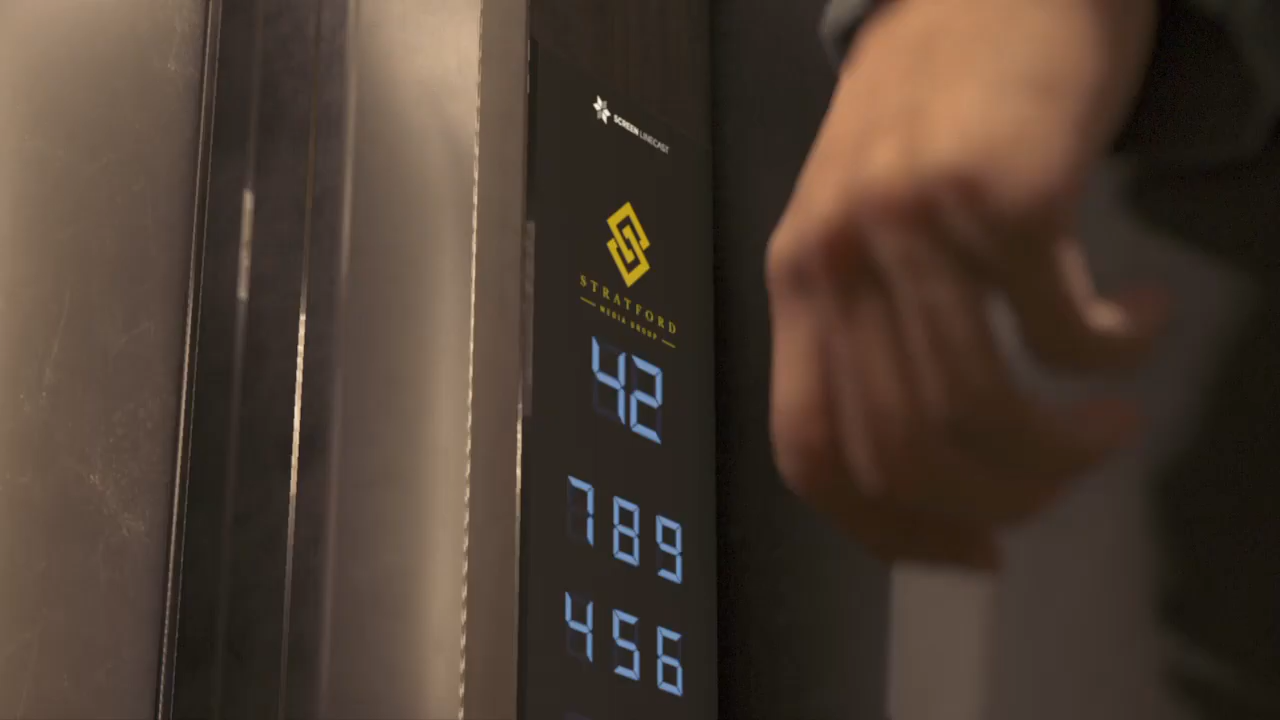 SCREEN LINECAST
STRATFORD
MEDIA GROUP
42
7 8 9
4 5 6